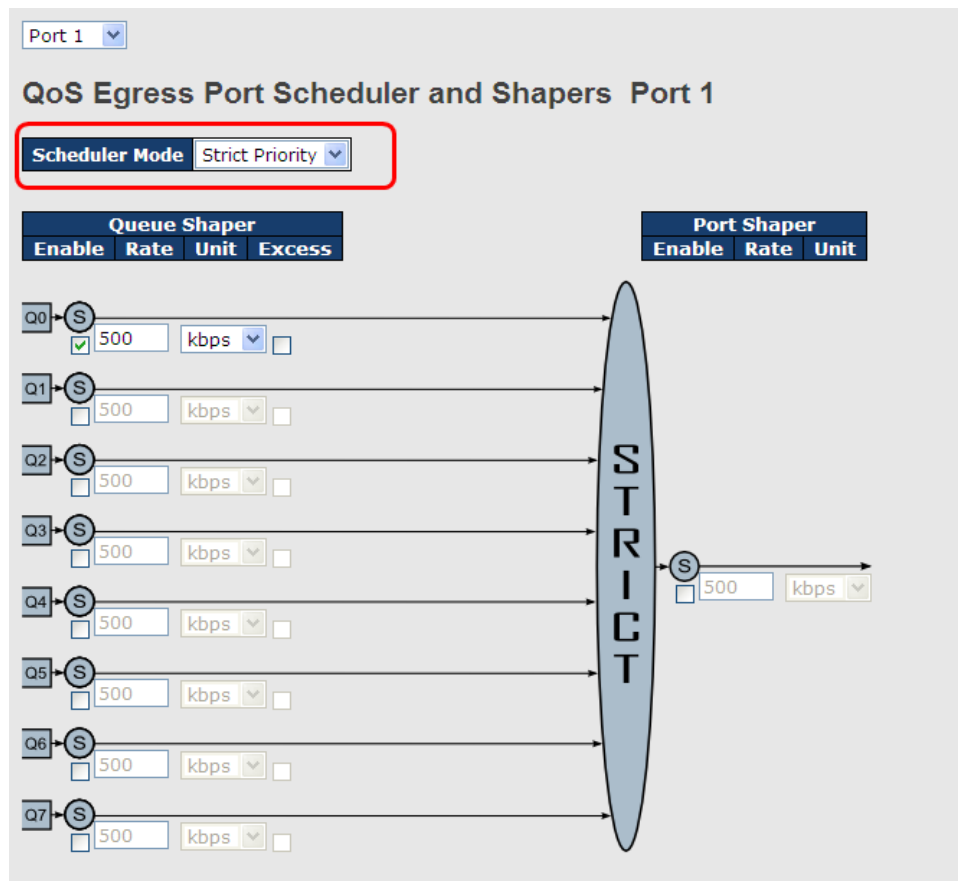 Port 1
QoS Egress Port Scheduler and Shapers Port 1
Scheduler Mode Strict Priority
Queue Shaper Port Shaper
Enable Rate Unit Excess Enable Rate Unit
Q0 S
500 kbps
Q1 S
500 kbps
Q2 S
500 kbps
Q3 S
500 kbps
Q4 S
500 kbps
Q5 S
500 kbps
Q6 S
500 kbps
Q7 S
500 kbps
STRICT
S
500 kbps